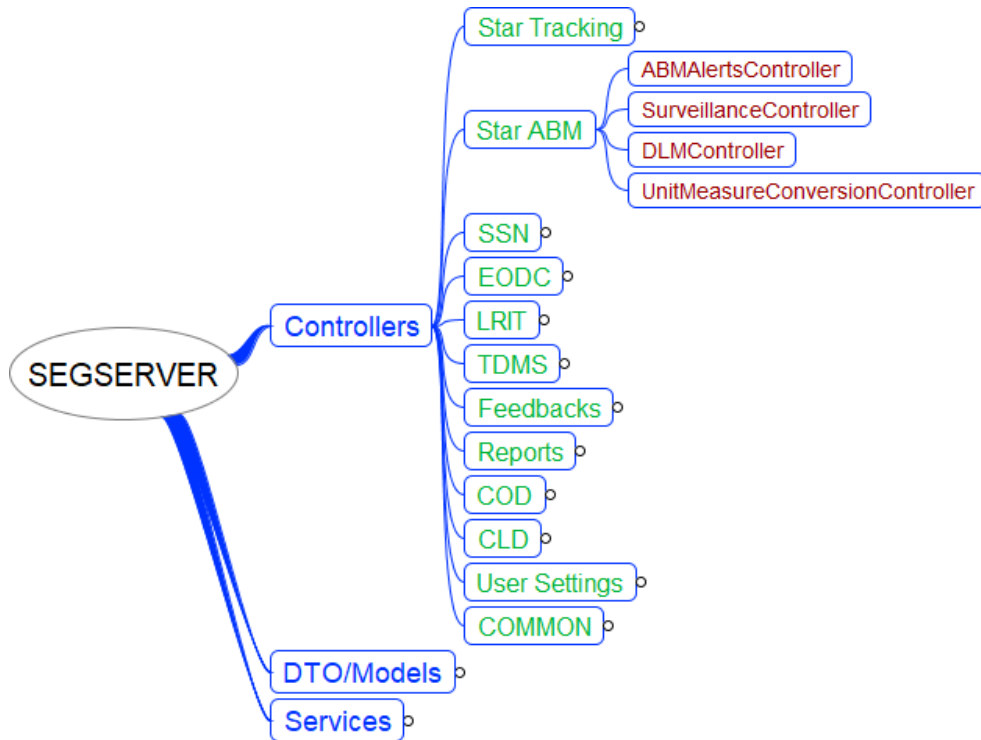 SEGSERVER
Controllers
Star Tracking
Star ABM
ABMAlertsController
SurveillanceController
DLMController
UnitMeasureConversionController
SSN
EODC
LRIT
TDMS
Feedbacks
Reports
COD
CLD
User Settings
COMMON
DTO/Models
Services